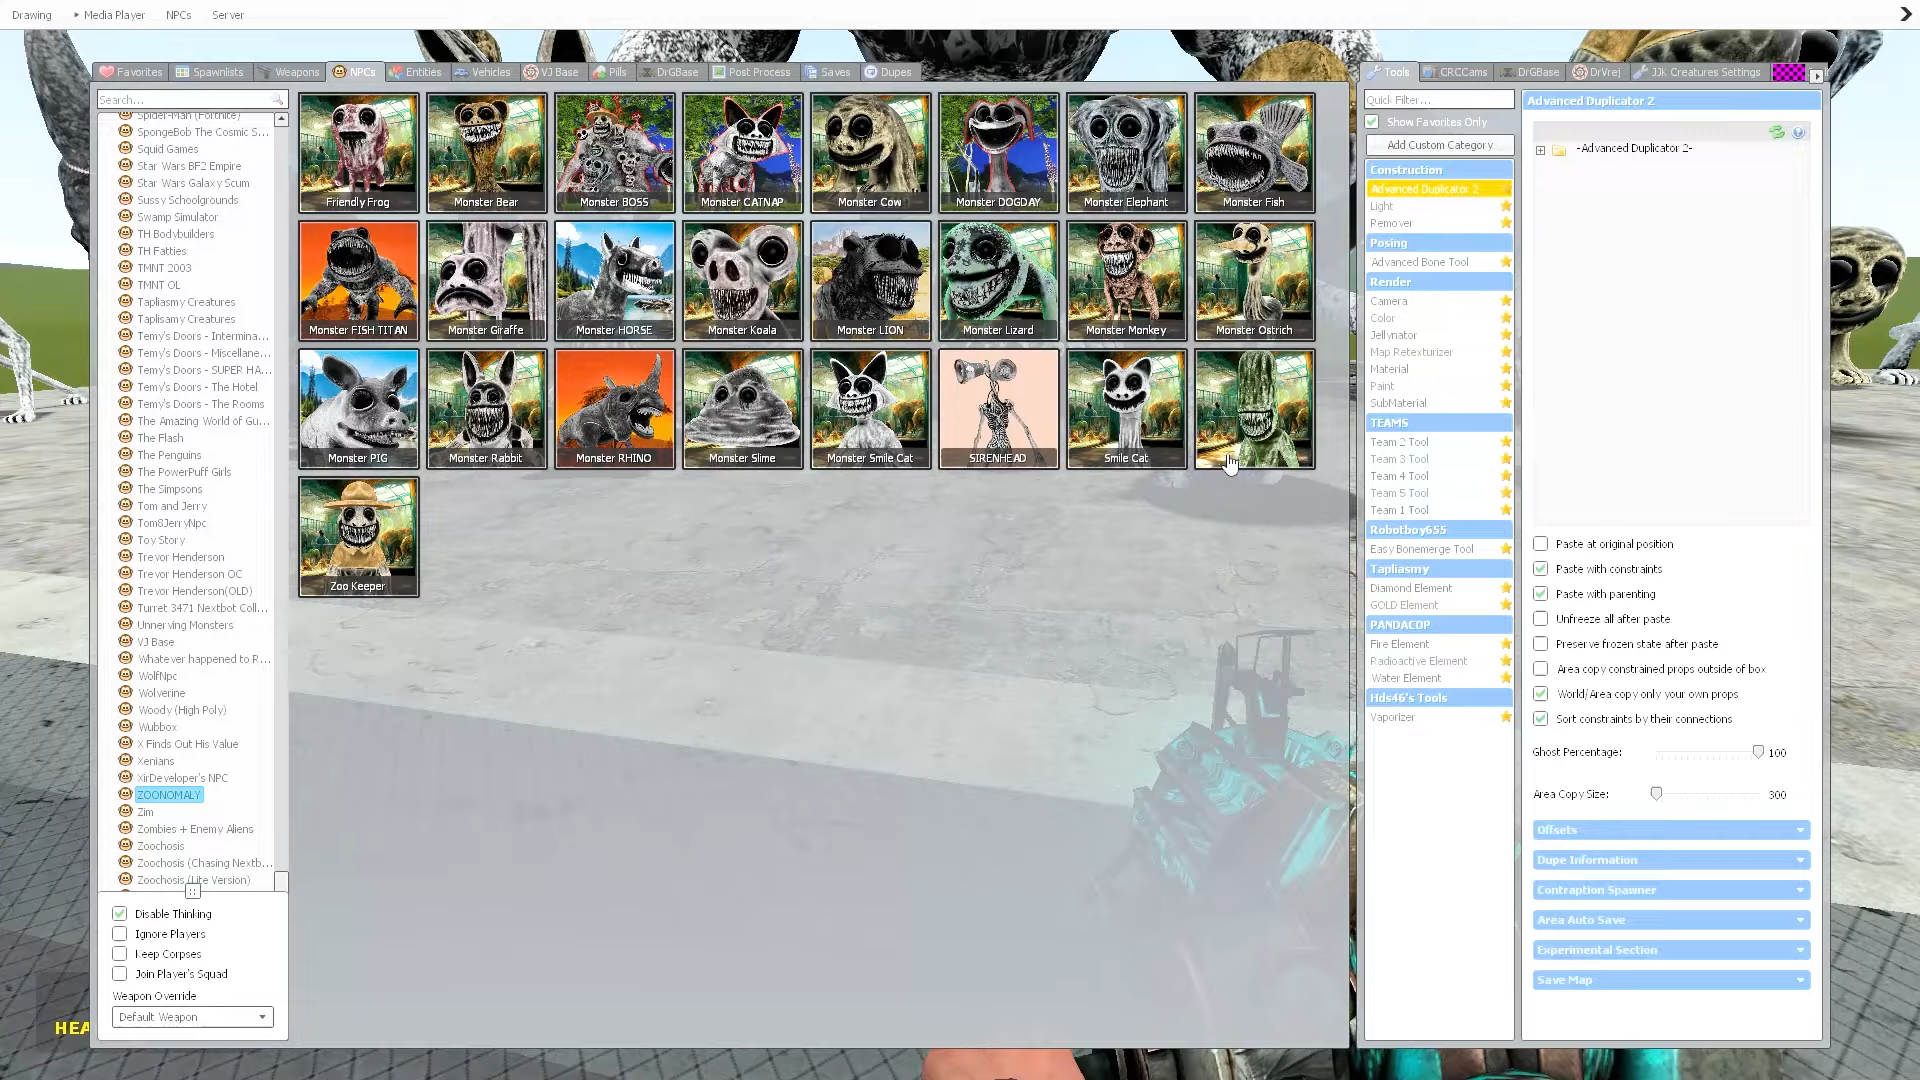 Drawing
Media Player
NPCs
Server
Favorites
Spawnlists
Weapons
NPCs
Entities
Vehicles
VJ Base
Pills
DrGBase
Post Process
Saves
Dupes
Search...
Spider-Man (Fortnite)
SpongeBob The Cosmic S...
Squid Games
Star Wars BF2 Empire
Star Wars Galaxy Scum
Sussy Schoolgrounds
Swamp Simulator
TH Bodybuilders
TH Fatties
TMNT 2003
TMNT OL
Tapliasmy Creatures
Taplisamy Creatures
Temy's Doors - Intermina...
Temy's Doors - Miscellane...
Temy's Doors - SUPER HA...
Temy's Doors - The Hotel
Temy's Doors - The Rooms
The Amazing World of Gu...
The Flash
The Penguins
The PowerPuff Girls
The Simpsons
Tom and Jerry
Tom&JerryNpc
Toy Story
Trevor Henderson
Trevor Henderson OC
Trevor Henderson(OLD)
Turret 3471 Nextbot Coll...
Unnerving Monsters
VJ Base
Whatever happened to R...
WolfNpc
Wolverine
Woody (High Poly)
Wubbox
X Finds Out His Value
Xenians
XirDeveloper's NPC
ZOONOMALY
Zim
Zombies + Enemy Aliens
Zoochosis
Zoochosis (Chasing Nextb...
Zoochosis (Lite Version)
Disable Thinking
Ignore Players
Keep Corpses
Join Player's Squad
Weapon Override
Default Weapon
HEA
Friendly Frog
Monster Bear
Monster BOSS
Monster CATNAP
Monster Cow
Monster DOGDAY
Monster Elephant
Monster Fish
Monster FISH TITAN
Monster Giraffe
Monster HORSE
Monster Koala
Monster LION
Monster Lizard
Monster Monkey
Monster Ostrich
Monster PIG
Monster Rabbit
Monster RHINO
Monster Slime
Monster Smile Cat
SIRENHEAD
Smile Cat
Zoo Keeper
Tools
CRCCams
DrGBase
DrVrej
JJK Creatures Settings
Quick Filter...
Show Favorites Only
Add Custom Category
Construction
Advanced Duplicator 2
Light
Remover
Posing
Advanced Bone Tool
Render
Camera
Color
Jellynator
Map Retexturizer
Material
Paint
SubMaterial
TEAMS
Team 2 Tool
Team 3 Tool
Team 4 Tool
Team 5 Tool
Team 1 Tool
Robotboy655
Easy Bonemerge Tool
Tapliasmy
Diamond Element
GOLD Element
PANDACOP
Fire Element
Radioactive Element
Water Element
Hds46's Tools
Vaporizer
Advanced Duplicator 2
-Advanced Duplicator 2-
Paste at original position
Paste with constraints
Paste with parenting
Unfreeze all after paste
Preserve frozen state after paste
Area copy constrained props outside of box
World/Area copy only your own props
Sort constraints by their connections
Ghost Percentage: 100
Area Copy Size: 300
Offsets
Dupe Information
Contraption Spawner
Area Auto Save
Experimental Section
Save Map